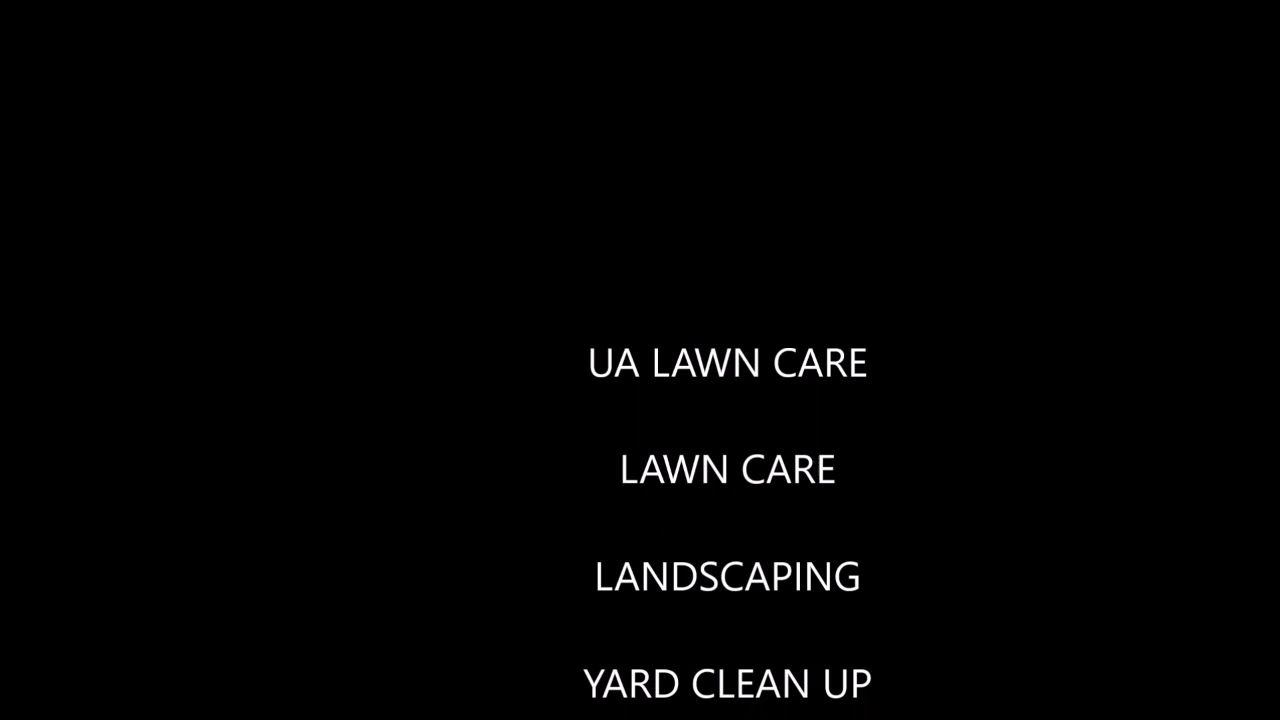 UA LAWN CARE
LAWN CARE
LANDSCAPING
YARD CLEAN UP